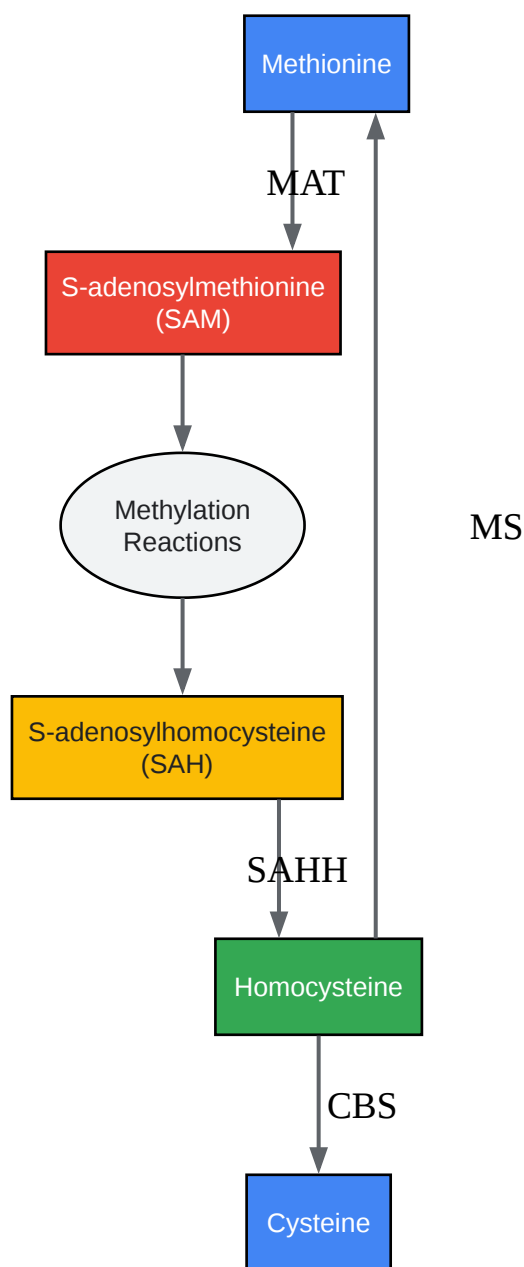 Methionine
MAT
S-adenosylmethionine
(SAM)
Methylation
Reactions
MS
S-adenosylhomocysteine
(SAH)
SAHH
Homocysteine
CBS
Cysteine